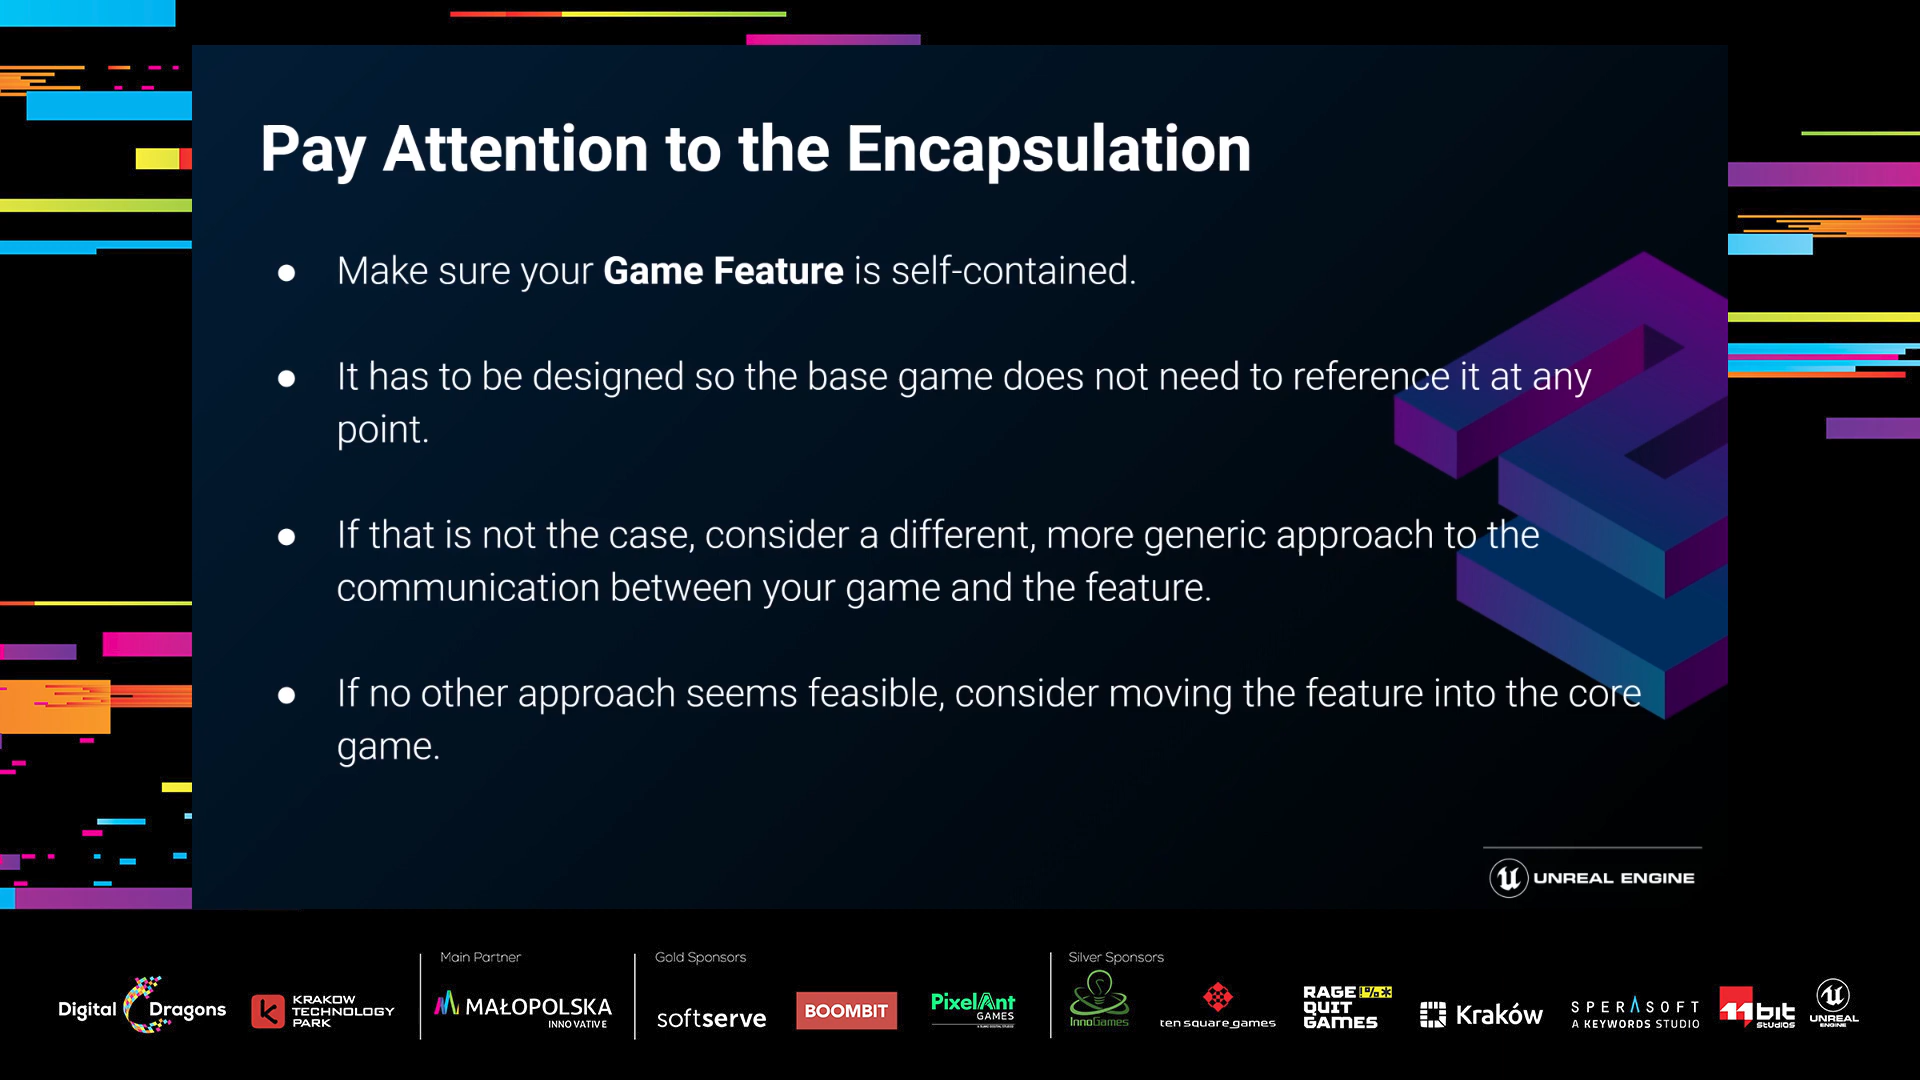 Pay Attention to the Encapsulation
● Make sure your Game Feature is self-contained.
● It has to be designed so the base game does not need to reference it at any
point.
● If that is not the case, consider a different, more generic approach to the
communication between your game and the feature.
● If no other approach seems feasible, consider moving the feature into the core
game.
UNREAL ENGINE
Digital Dragons
KRAKOW
TECHNOLOGY
PARK
Main Partner
MAŁOPOLSKA
INNOVATIVE
Gold Sponsors
softserve
BOOMBIT
PixelAnt
GAMES
Silver Sponsors
InnoGames
ten square games
RAGE !%*
QUIT
GAMES
Kraków
SPERASOFT
A KEYWORDS STUDIO
11bit
studios
UNREAL
ENGINE